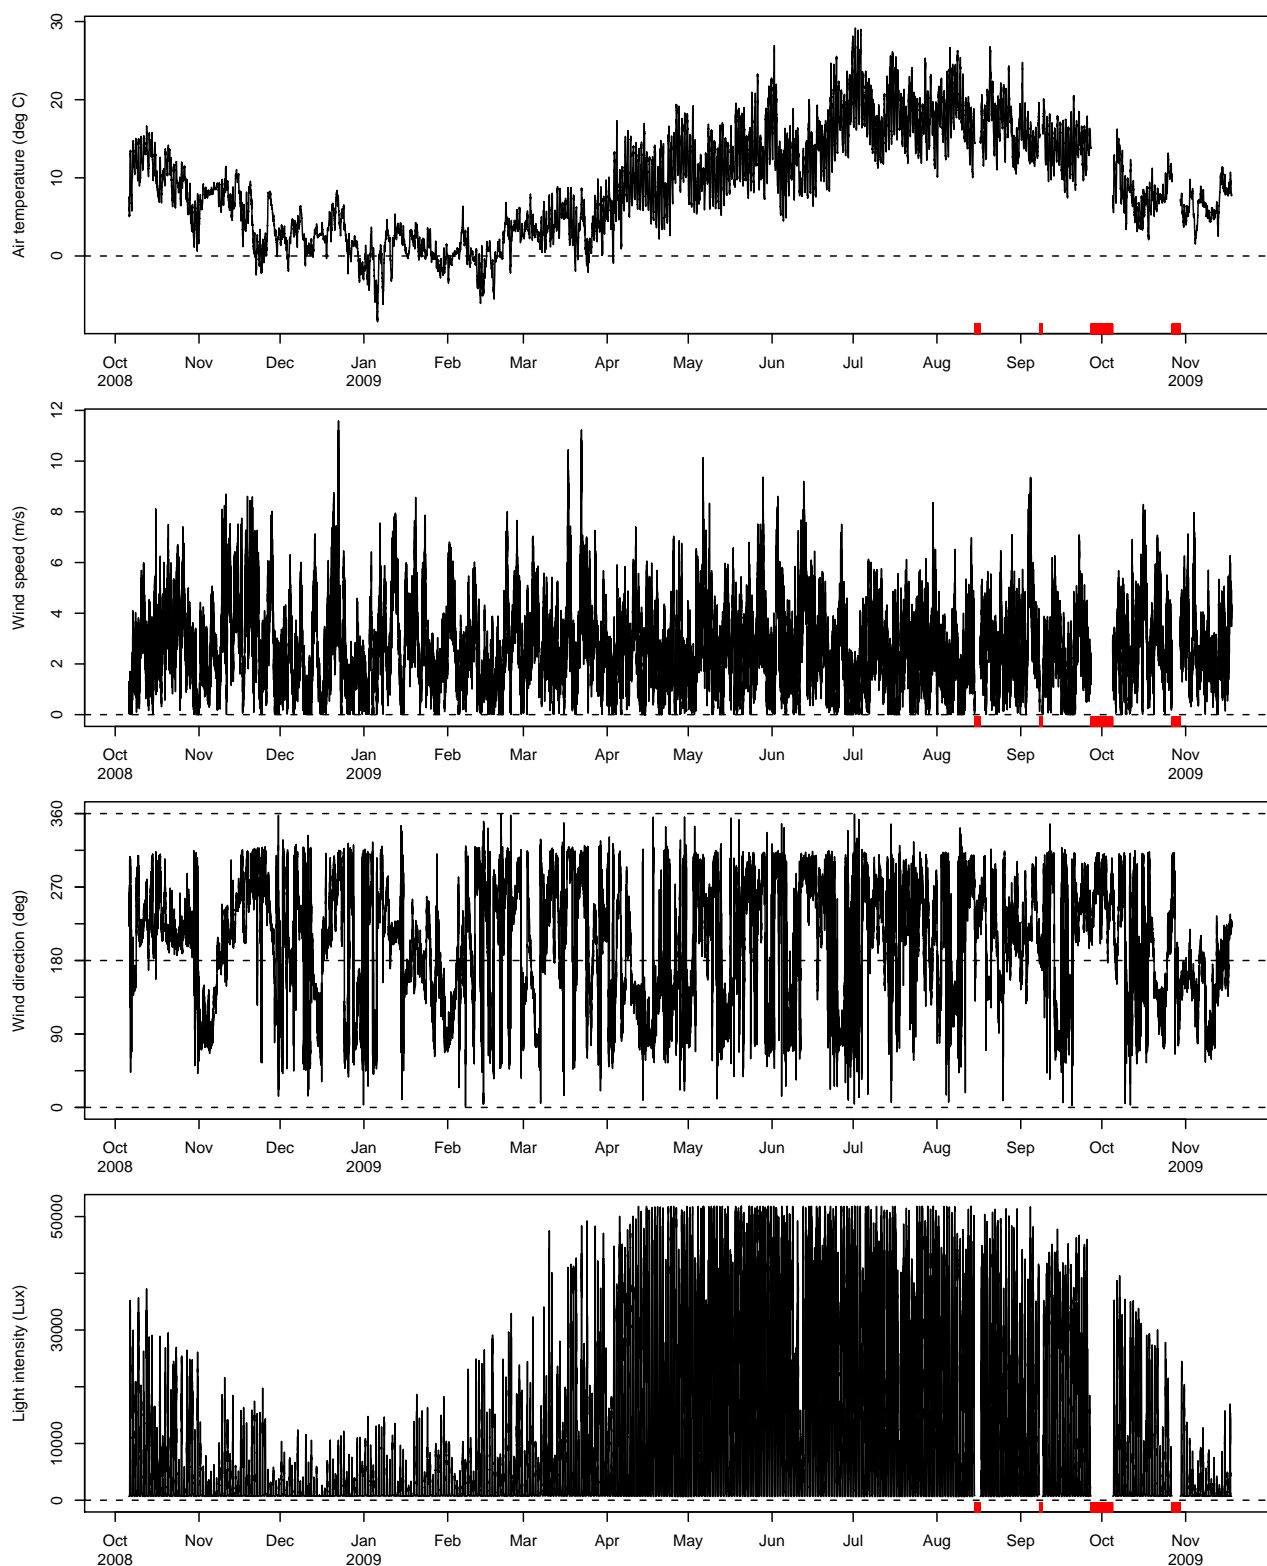 Air temperature (deg C)
30
20
10
0
Oct Nov Dec Jan Feb Mar Apr May Jun Jul Aug Sep Oct Nov
2008 2009 2009
Wind speed (m/s)
12
10
8
6
4
2
0
Oct Nov Dec Jan Feb Mar Apr May Jun Jul Aug Sep Oct Nov
2008 2009 2009
Wind direction (deg)
360
270
180
90
0
Oct Nov Dec Jan Feb Mar Apr May Jun Jul Aug Sep Oct Nov
2008 2009 2009
Light intensity (Lux)
50000
30000
10000
0
Oct Nov Dec Jan Feb Mar Apr May Jun Jul Aug Sep Oct Nov
2008 2009 2009